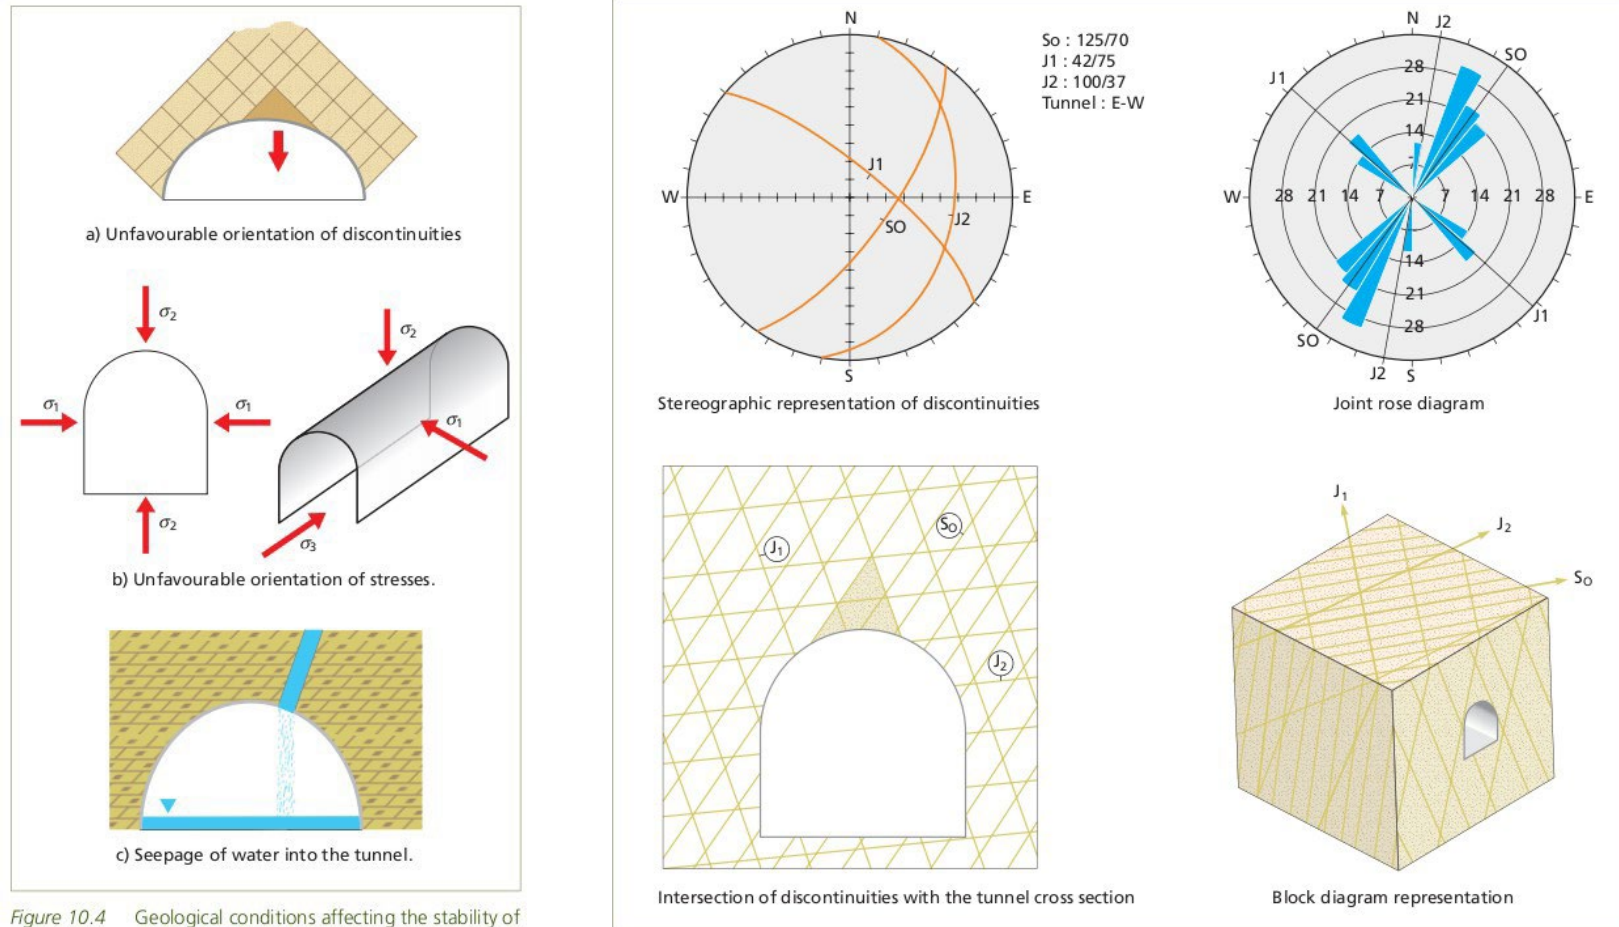 a) Unfavourable orientation of discontinuities
σ2
σ1
σ1
σ2
σ2
σ1
σ3
b) Unfavourable orientation of stresses.
c) Seepage of water into the tunnel.
Figure 10.4 Geological conditions affecting the stability of
N
W
E
S
J1
SO
J2
So : 125/70
J1 : 42/75
J2 : 100/37
Tunnel : E-W
Stereographic representation of discontinuities
N
J2
SO
J1
28
21
14
W
28 21 14 7 7 14 21 28
E
14
21
28
J1
SO
J2
S
Joint rose diagram
J1
SO
J2
Intersection of discontinuities with the tunnel cross section
J1
J2
SO
Block diagram representation